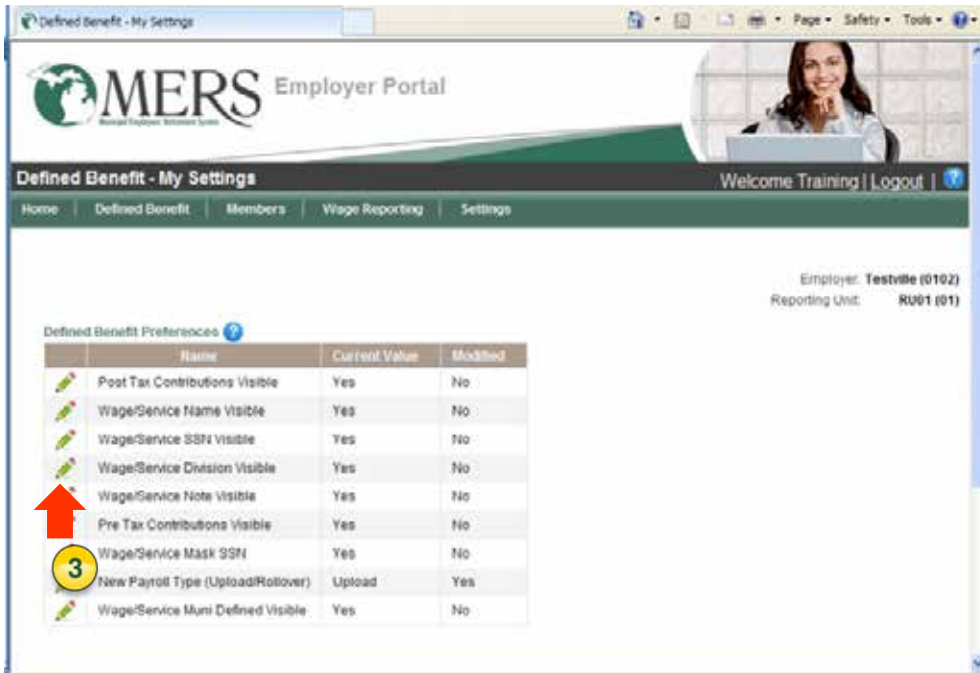 Defined Benefit - My Settings
Page Safety Tools
MERS Employer Portal
Municipal Employees' Retirement System
Defined Benefit - My Settings
Welcome Training | Logout | ?
Home | Defined Benefit | Members | Wage Reporting | Settings
Employer: Testville (0102)
Reporting Unit: RU01 (01)
Defined Benefit Preferences ?
Name Current Value Modified
Post Tax Contributions Visible Yes No
Wage/Service Name Visible Yes No
Wage/Service SSN Visible Yes No
Wage/Service Division Visible Yes No
Wage/Service Note Visible Yes No
Pre Tax Contributions Visible Yes No
Wage/Service Mask SSN Yes No
3
New Payroll Type (Upload/Rollover) Upload Yes
Wage/Service Muni Defined Visible Yes No